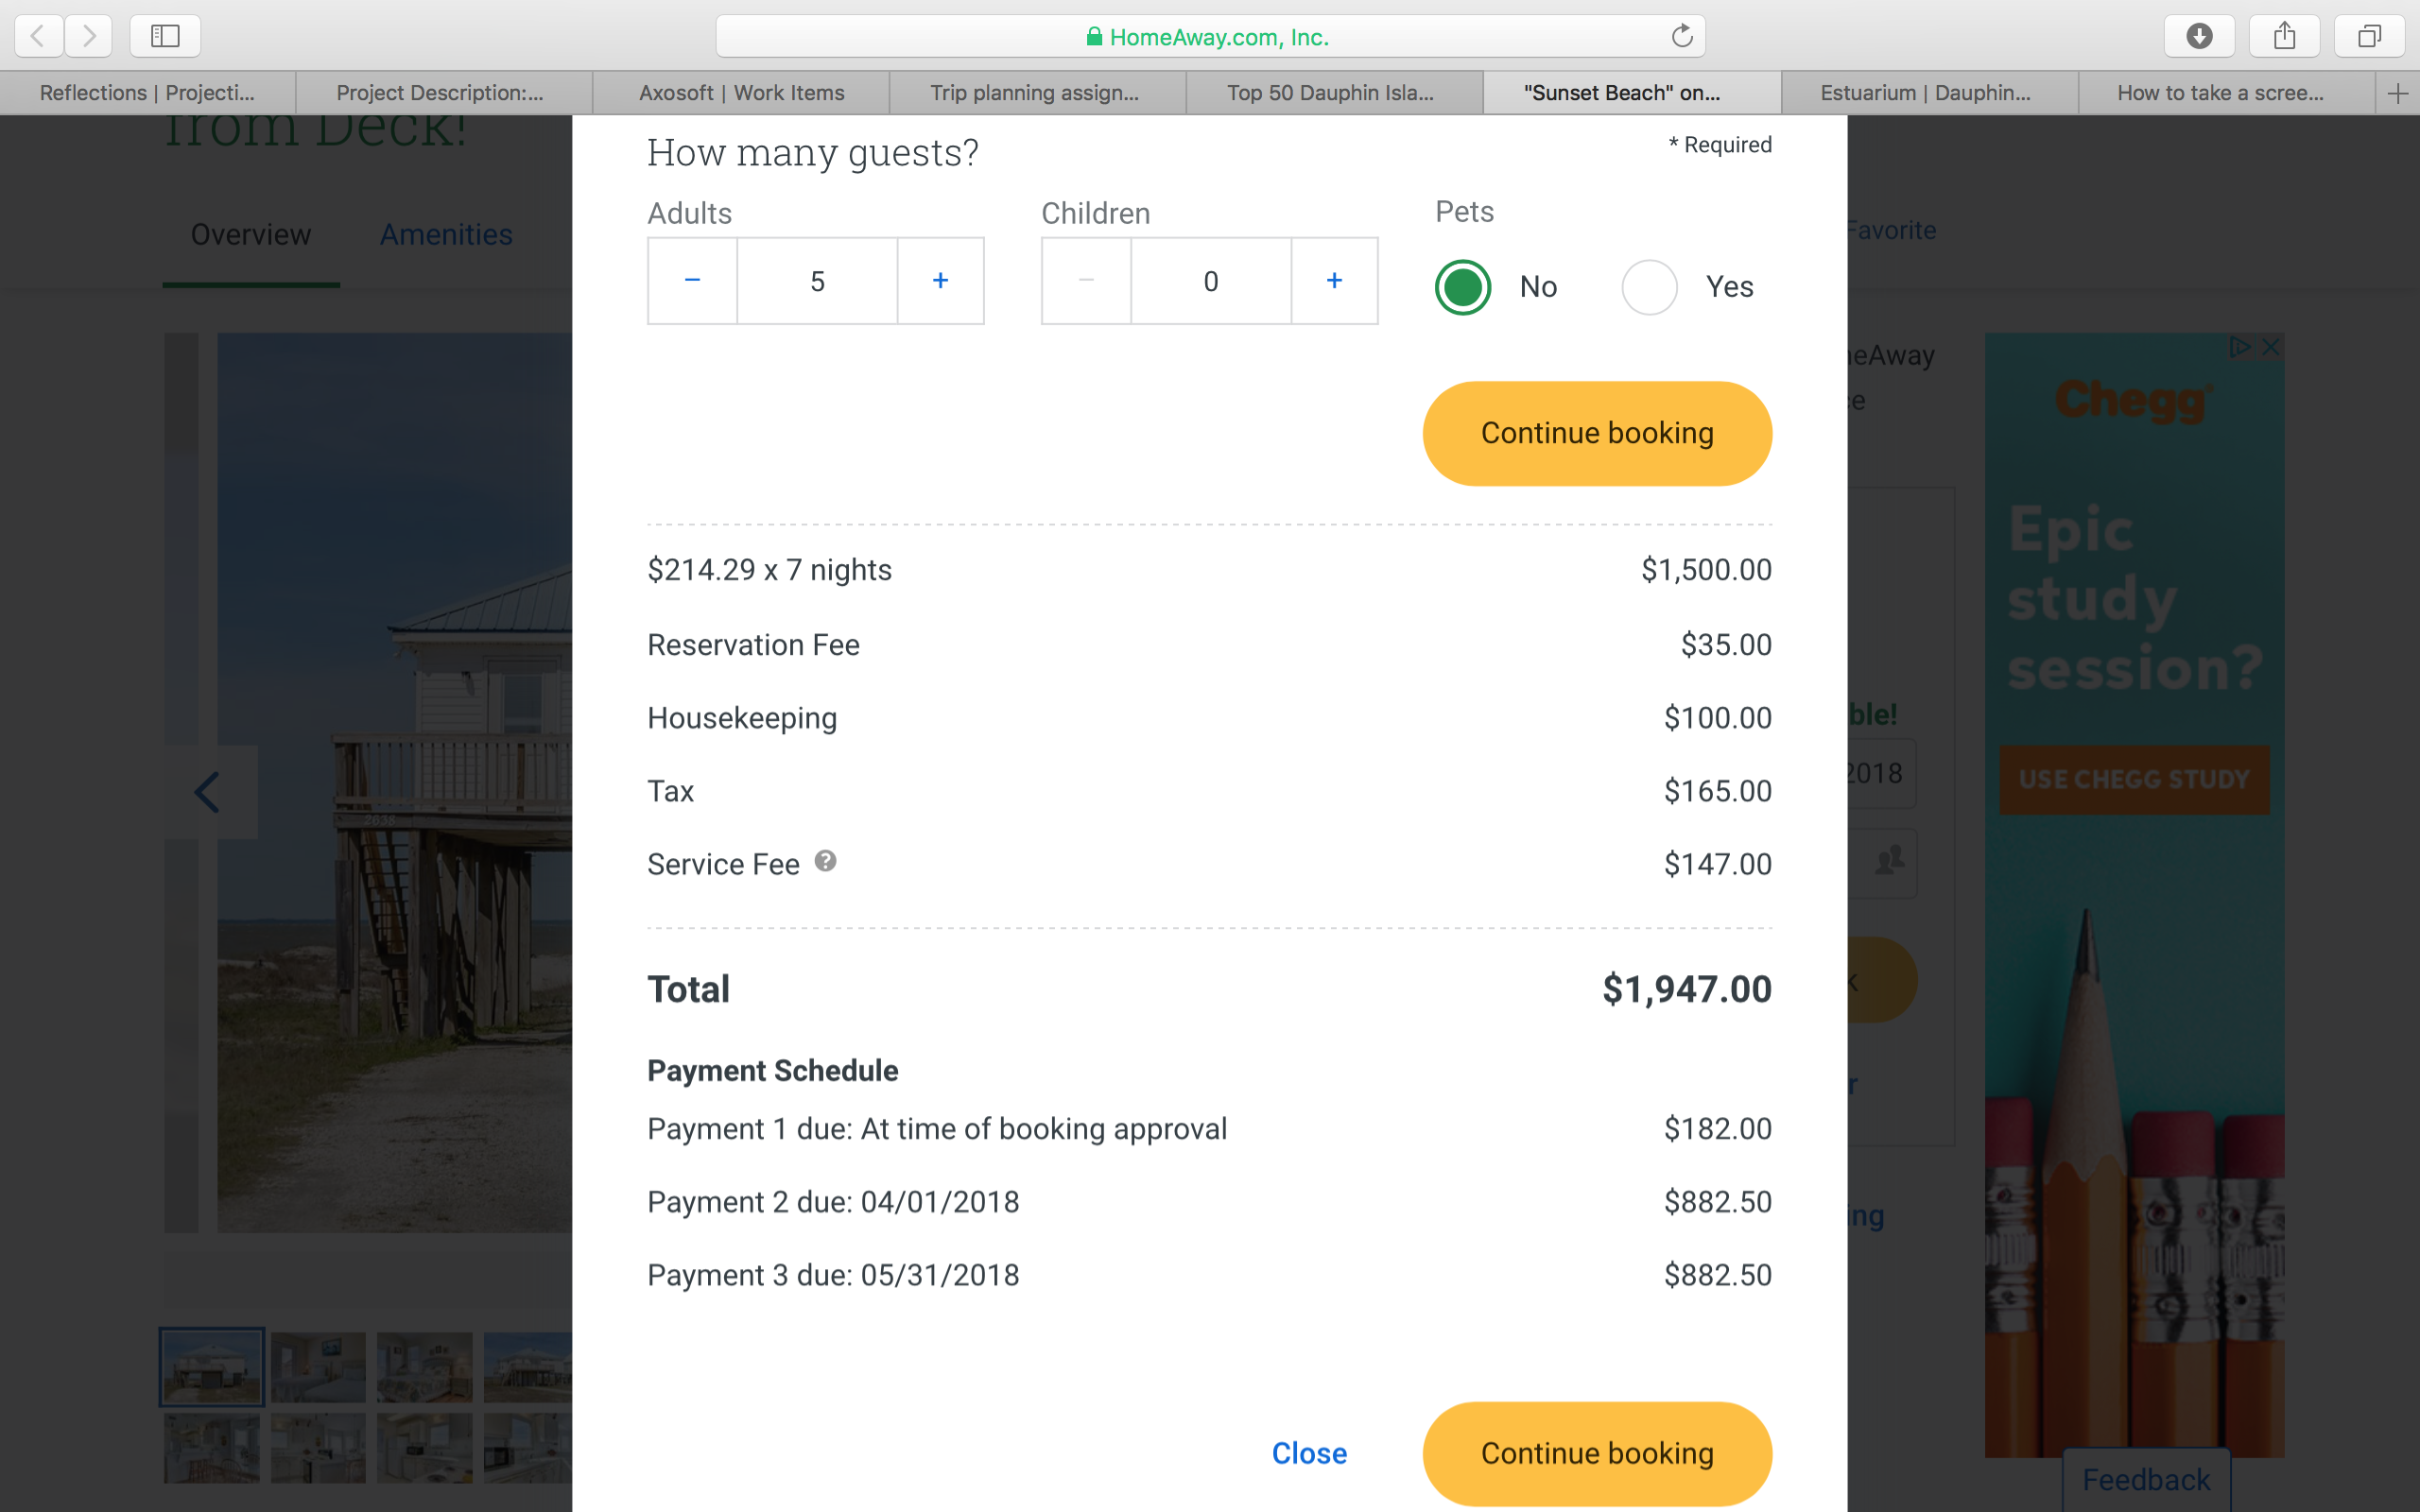 HomeAway.com, Inc.
Reflections | Projecti...
Project Description:...
Axosoft | Work Items
Trip planning assign...
Top 50 Dauphin Isla...
"Sunset Beach" on...
Estuarium | Dauphin...
How to take a scree...
from Deck!
Overview
Amenities
How many guests?
* Required
Adults
Children
Pets
− 5 +
− 0 +
No
Yes
Continue booking
$214.29 x 7 nights $1,500.00
Reservation Fee $35.00
Housekeeping $100.00
Tax $165.00
Service Fee ? $147.00
Total $1,947.00
Payment Schedule
Payment 1 due: At time of booking approval $182.00
Payment 2 due: 04/01/2018 $882.50
Payment 3 due: 05/31/2018 $882.50
Close
Continue booking
Favorite
eAway
ble!
2018
ing
Chegg
Epic
study
session?
USE CHEGG STUDY
Feedback